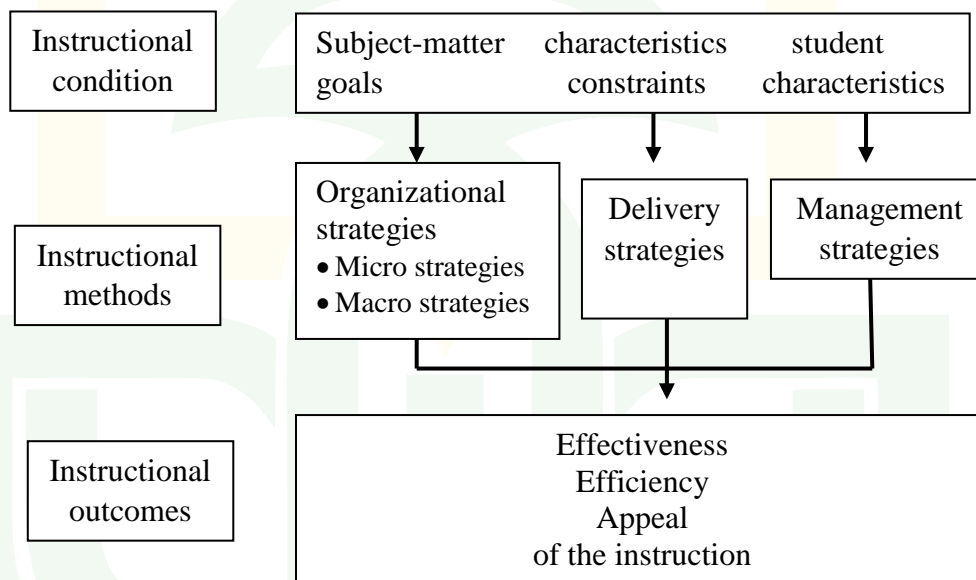 Instructional
condition
Subject-matter characteristics student
goals constraints characteristics
Organizational
strategies
• Micro strategies
• Macro strategies
Delivery
strategies
Management
strategies
Instructional
methods
Effectiveness
Efficiency
Appeal
of the instruction
Instructional
outcomes